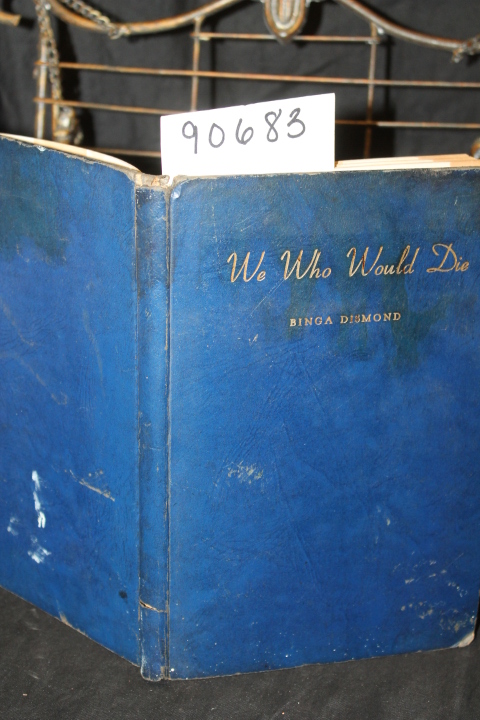 90683
We Who Would Die
BINGA DISMOND